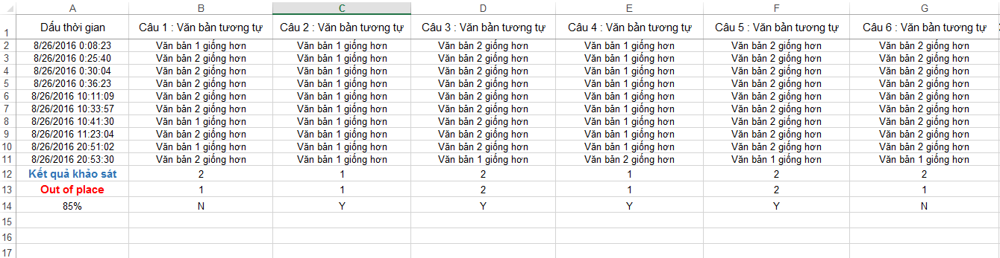 A B C D E F G
1 Dấu thời gian Câu 1 : Văn bản tương tự Câu 2 : Văn bản tương tự Câu 3 : Văn bản tương tự Câu 4 : Văn bản tương tự Câu 5 : Văn bản tương tự Câu 6 : Văn bản tương tự
2 8/26/2016 0:08:23 Văn bản 1 giống hơn Văn bản 1 giống hơn Văn bản 2 giống hơn Văn bản 1 giống hơn Văn bản 2 giống hơn Văn bản 2 giống hơn
3 8/26/2016 0:25:40 Văn bản 2 giống hơn Văn bản 1 giống hơn Văn bản 2 giống hơn Văn bản 1 giống hơn Văn bản 2 giống hơn Văn bản 2 giống hơn
4 8/26/2016 0:30:04 Văn bản 2 giống hơn Văn bản 2 giống hơn Văn bản 2 giống hơn Văn bản 2 giống hơn Văn bản 2 giống hơn Văn bản 2 giống hơn
5 8/26/2016 0:36:23 Văn bản 2 giống hơn Văn bản 1 giống hơn Văn bản 2 giống hơn Văn bản 1 giống hơn Văn bản 2 giống hơn Văn bản 2 giống hơn
6 8/26/2016 10:11:09 Văn bản 2 giống hơn Văn bản 1 giống hơn Văn bản 2 giống hơn Văn bản 1 giống hơn Văn bản 2 giống hơn Văn bản 2 giống hơn
7 8/26/2016 10:33:57 Văn bản 2 giống hơn Văn bản 1 giống hơn Văn bản 2 giống hơn Văn bản 1 giống hơn Văn bản 2 giống hơn Văn bản 2 giống hơn
8 8/26/2016 10:41:30 Văn bản 1 giống hơn Văn bản 1 giống hơn Văn bản 2 giống hơn Văn bản 1 giống hơn Văn bản 2 giống hơn Văn bản 2 giống hơn
9 8/26/2016 11:23:04 Văn bản 2 giống hơn Văn bản 1 giống hơn Văn bản 2 giống hơn Văn bản 1 giống hơn Văn bản 2 giống hơn Văn bản 2 giống hơn
10 8/26/2016 20:51:02 Văn bản 1 giống hơn Văn bản 1 giống hơn Văn bản 2 giống hơn Văn bản 1 giống hơn Văn bản 2 giống hơn Văn bản 2 giống hơn
11 8/26/2016 20:53:30 Văn bản 2 giống hơn Văn bản 1 giống hơn Văn bản 1 giống hơn Văn bản 2 giống hơn Văn bản 1 giống hơn Văn bản 1 giống hơn
12 Kết quả khảo sát 2 1 2 1 2 2
13 Out of place 1 1 2 1 2 1
14 85% N Y Y Y Y N
15
16
17